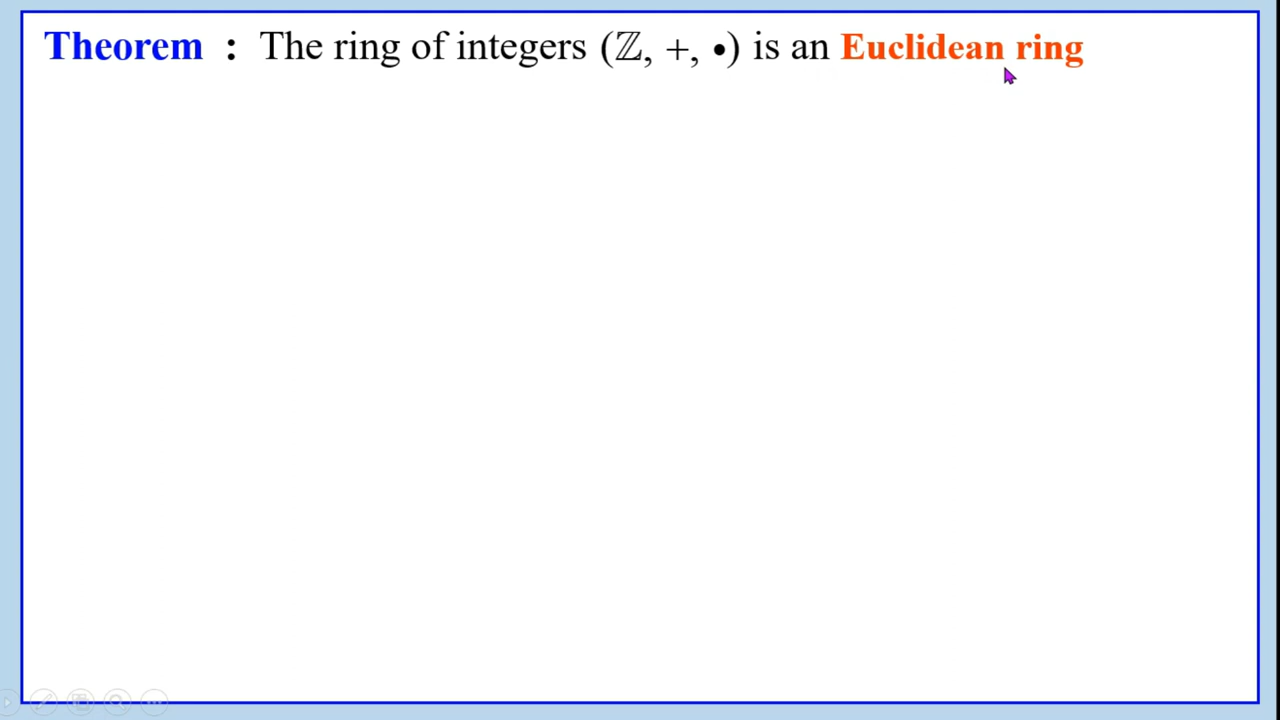 Theorem : The ring of integers (ℤ, +, •) is an Euclidean ring